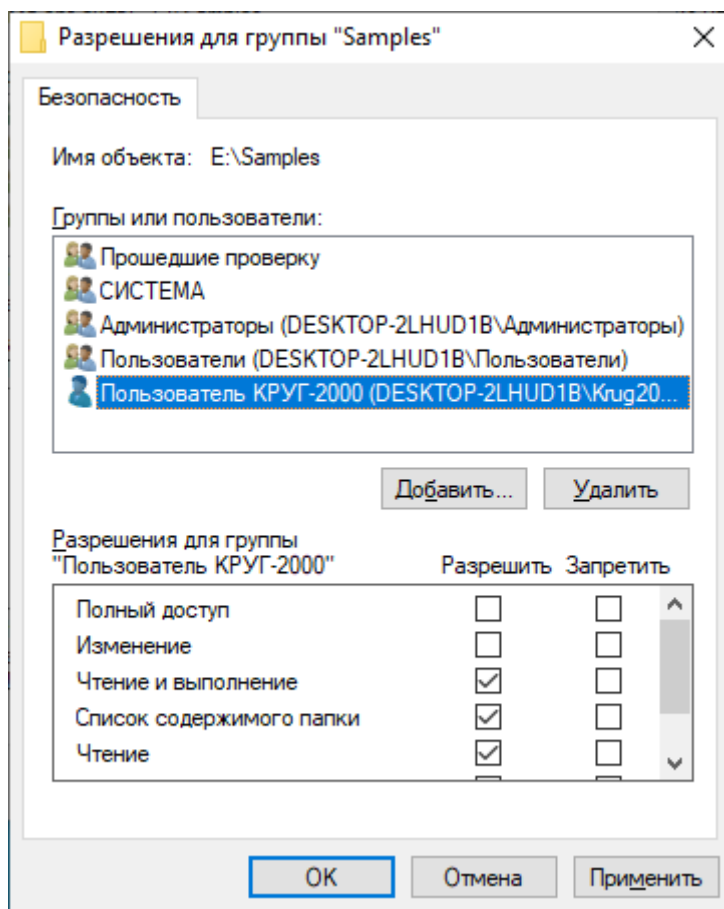 Разрешения для группы "Samples"
Безопасность
Имя объекта: E:\Samples
Группы или пользователи:
Прошедшие проверку
СИСТЕМА
Администраторы (DESKTOP-2LHUD1B\Администраторы)
Пользователи (DESKTOP-2LHUD1B\Пользователи)
Пользователь КРУГ-2000 (DESKTOP-2LHUD1B\Krug20...
Добавить... Удалить
Разрешения для группы
"Пользователь КРУГ-2000" Разрешить Запретить
Полный доступ
Изменение
Чтение и выполнение
Список содержимого папки
Чтение
OK Отмена Применить